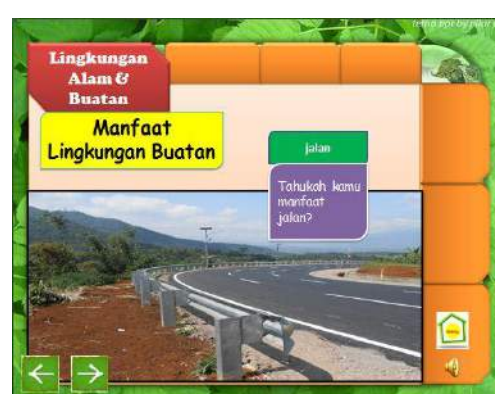 Lingkungan
Alam &
Buatan
Manfaat
Lingkungan Buatan
jalan
Tahukah kamu
manfaat
jalan?